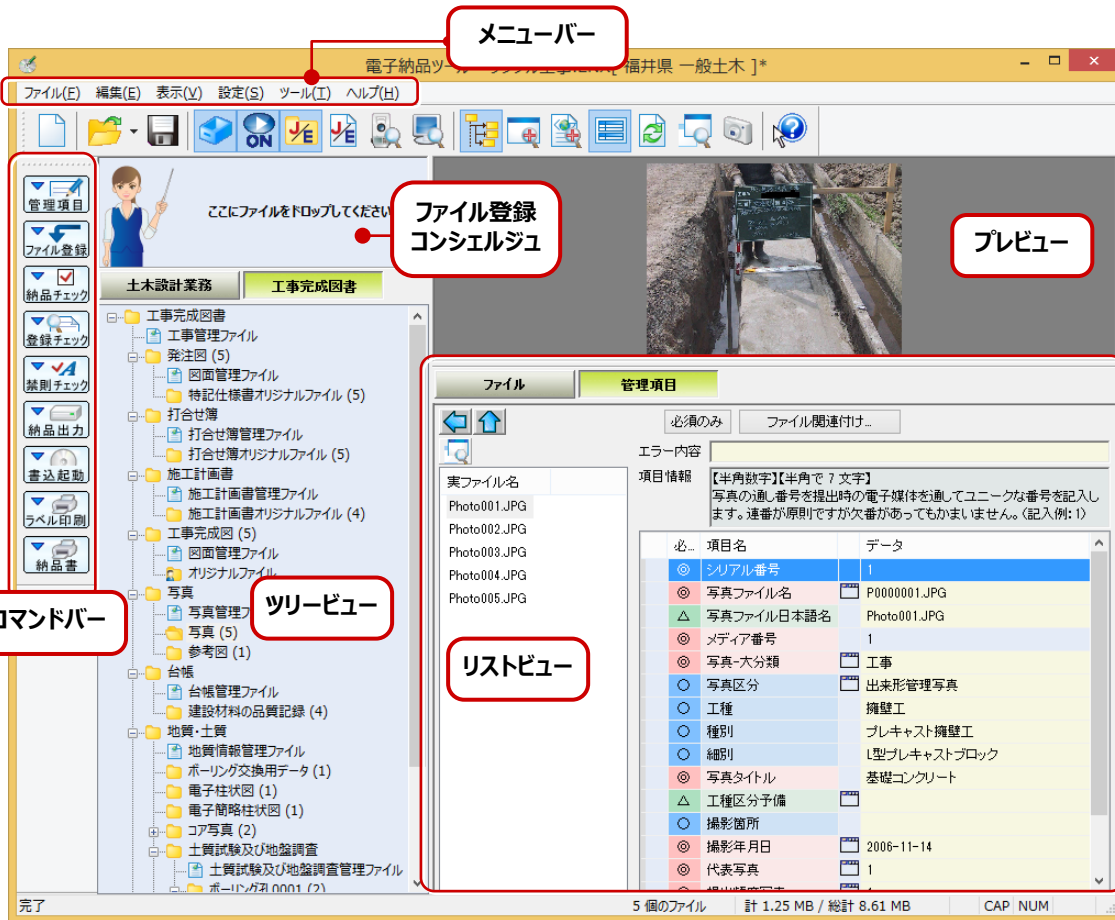 メニューバー
電子納品ツール
福井県 一般土木 ]*
ファイル(F) 編集(E) 表示(V) 設定(S) ツール(T) ヘルプ(H)
ON
J/E
J/E
管理項目
ファイル登録
納品チェック
登録チェック
禁則チェック
納品出力
書込起動
ラベル印刷
納品書
コマンドバー
ここにファイルをドロップしてください
ファイル登録
コンシェルジュ
プレビュー
土木設計業務 工事完成図書
工事完成図書
工事管理ファイル
発注図 (5)
図面管理ファイル
特記仕様書オリジナルファイル (5)
打合せ簿
打合せ簿管理ファイル
打合せ簿オリジナルファイル (5)
施工計画書
施工計画書管理ファイル
施工計画書オリジナルファイル (4)
工事完成図 (5)
図面管理ファイル
オリジナルファイル
写真
写真管理フ
写真 (5)
参考図 (1)
台帳
台帳管理ファイル
建設材料の品質記録 (4)
地質・土質
地質情報管理ファイル
ボーリング交換用データ (1)
電子柱状図 (1)
電子簡略柱状図 (1)
コア写真 (2)
土質試験及び地盤調査
土質試験及び地盤調査管理ファイル
ボーリング孔0001 (2)
ツリービュー
ファイル 管理項目
必須のみ ファイル関連付け...
エラー内容
項目情報 【半角数字】【半角で 7 文字】
写真の通し番号を提出時の電子媒体を通してユニークな番号を記入し
ます。連番が原則ですが欠番があってもかまいません。(記入例：1)
実ファイル名
Photo001.JPG
Photo002.JPG
Photo003.JPG
Photo004.JPG
Photo005.JPG
リストビュー
必... 項目名 データ
◎ シリアル番号 1
◎ 写真ファイル名 P0000001.JPG
△ 写真ファイル日本語名 Photo001.JPG
◎ メディア番号 1
◎ 写真-大分類 工事
○ 写真区分 出来形管理写真
○ 工種 擁壁工
○ 種別 プレキャスト擁壁工
○ 細別 L型プレキャストブロック
◎ 写真タイトル 基礎コンクリート
△ 工種区分予備
○ 撮影箇所
◎ 撮影年月日 2006-11-14
◎ 代表写真 1
完了 5 個のファイル 計 1.25 MB / 総計 8.61 MB CAP NUM